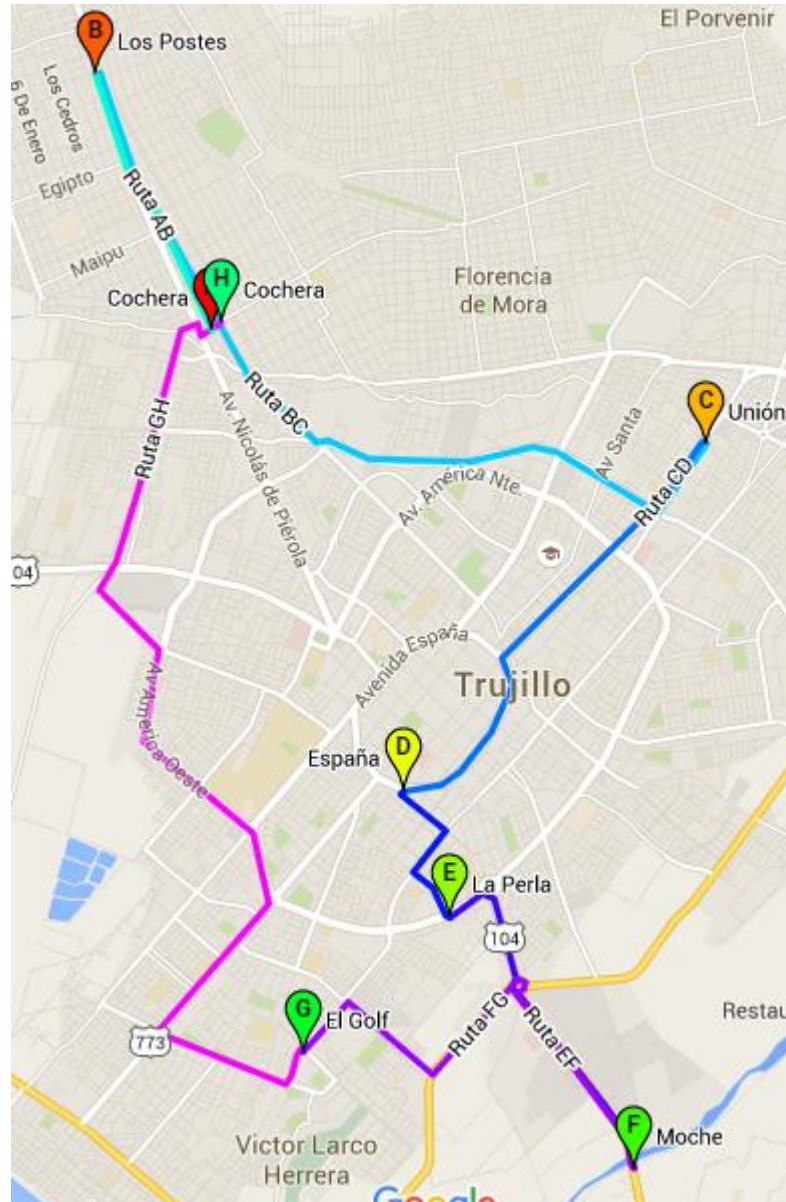 El Porvenir
B
Los Postes
Los Cedros
6 De Enero
Egipto
Ruta AB
Maipu
Florencia
de Mora
H
Cochera
Cochera
Ruta BC
C
Unión
Ruta GH
Av. Nicolás de Piérola
Av Santa
Av. América Nte.
Ruta CD
04
Avenida España
Trujillo
Av América Oeste
D
España
E
La Perla
104
G
El Golf
Ruta FG
Ruta EF
Restau
773
F
Moche
Victor Larco
Herrera
Google